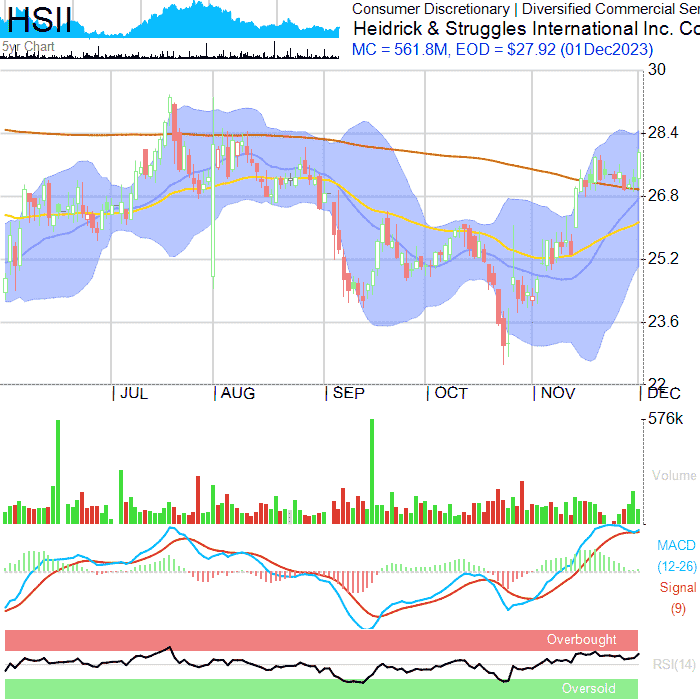 HSII
Consumer Discretionary | Diversified Commercial Ser
Heidrick & Struggles International Inc. Co
MC = 561.8M, EOD = $27.92 (01Dec2023)
5yr Chart
30
28.4
26.8
25.2
23.6
22
JUL AUG SEP OCT NOV DEC
576k
Volume
MACD
(12-26)
Signal
(9)
Overbought
RSI(14)
Oversold